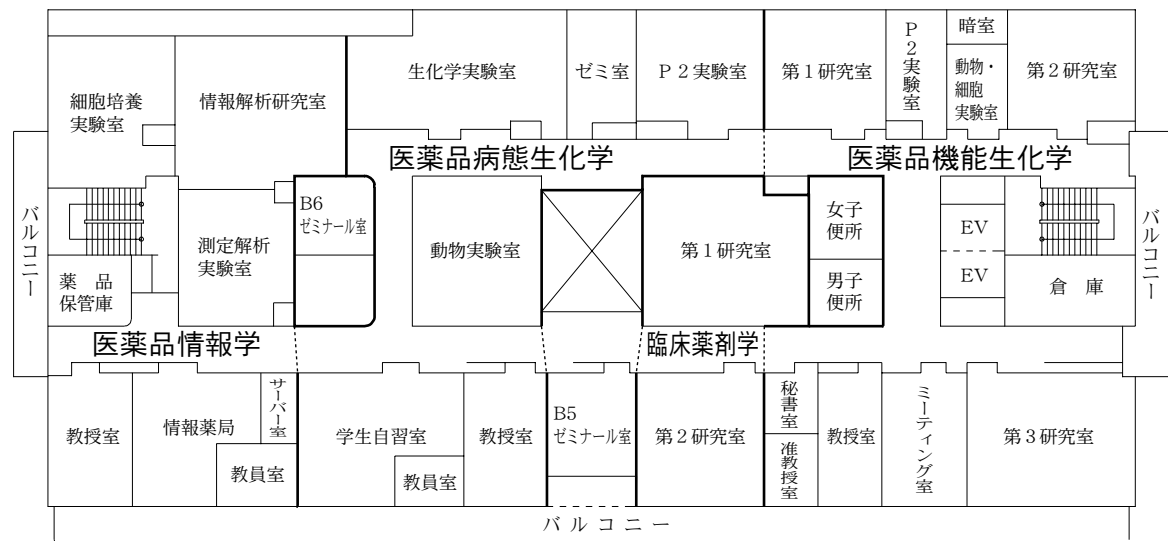 生化学実験室
ゼミ室
Ｐ２実験室
第１研究室
Ｐ２実験室
暗室
動物・
細胞
実験室
第２研究室
細胞培養
実験室
情報解析研究室
医薬品病態生化学
医薬品機能生化学
バルコニー
B6
ゼミナール室
測定解析
実験室
動物実験室
第１研究室
女子
便所
男子
便所
EV
EV
倉庫
バルコニー
薬品
保管庫
医薬品情報学
臨床薬剤学
教授室
情報薬局
サーバー室
教員室
学生自習室
教員室
教授室
B5
ゼミナール室
第２研究室
秘書室
准教授室
教授室
ミーティング室
第３研究室
バルコニー